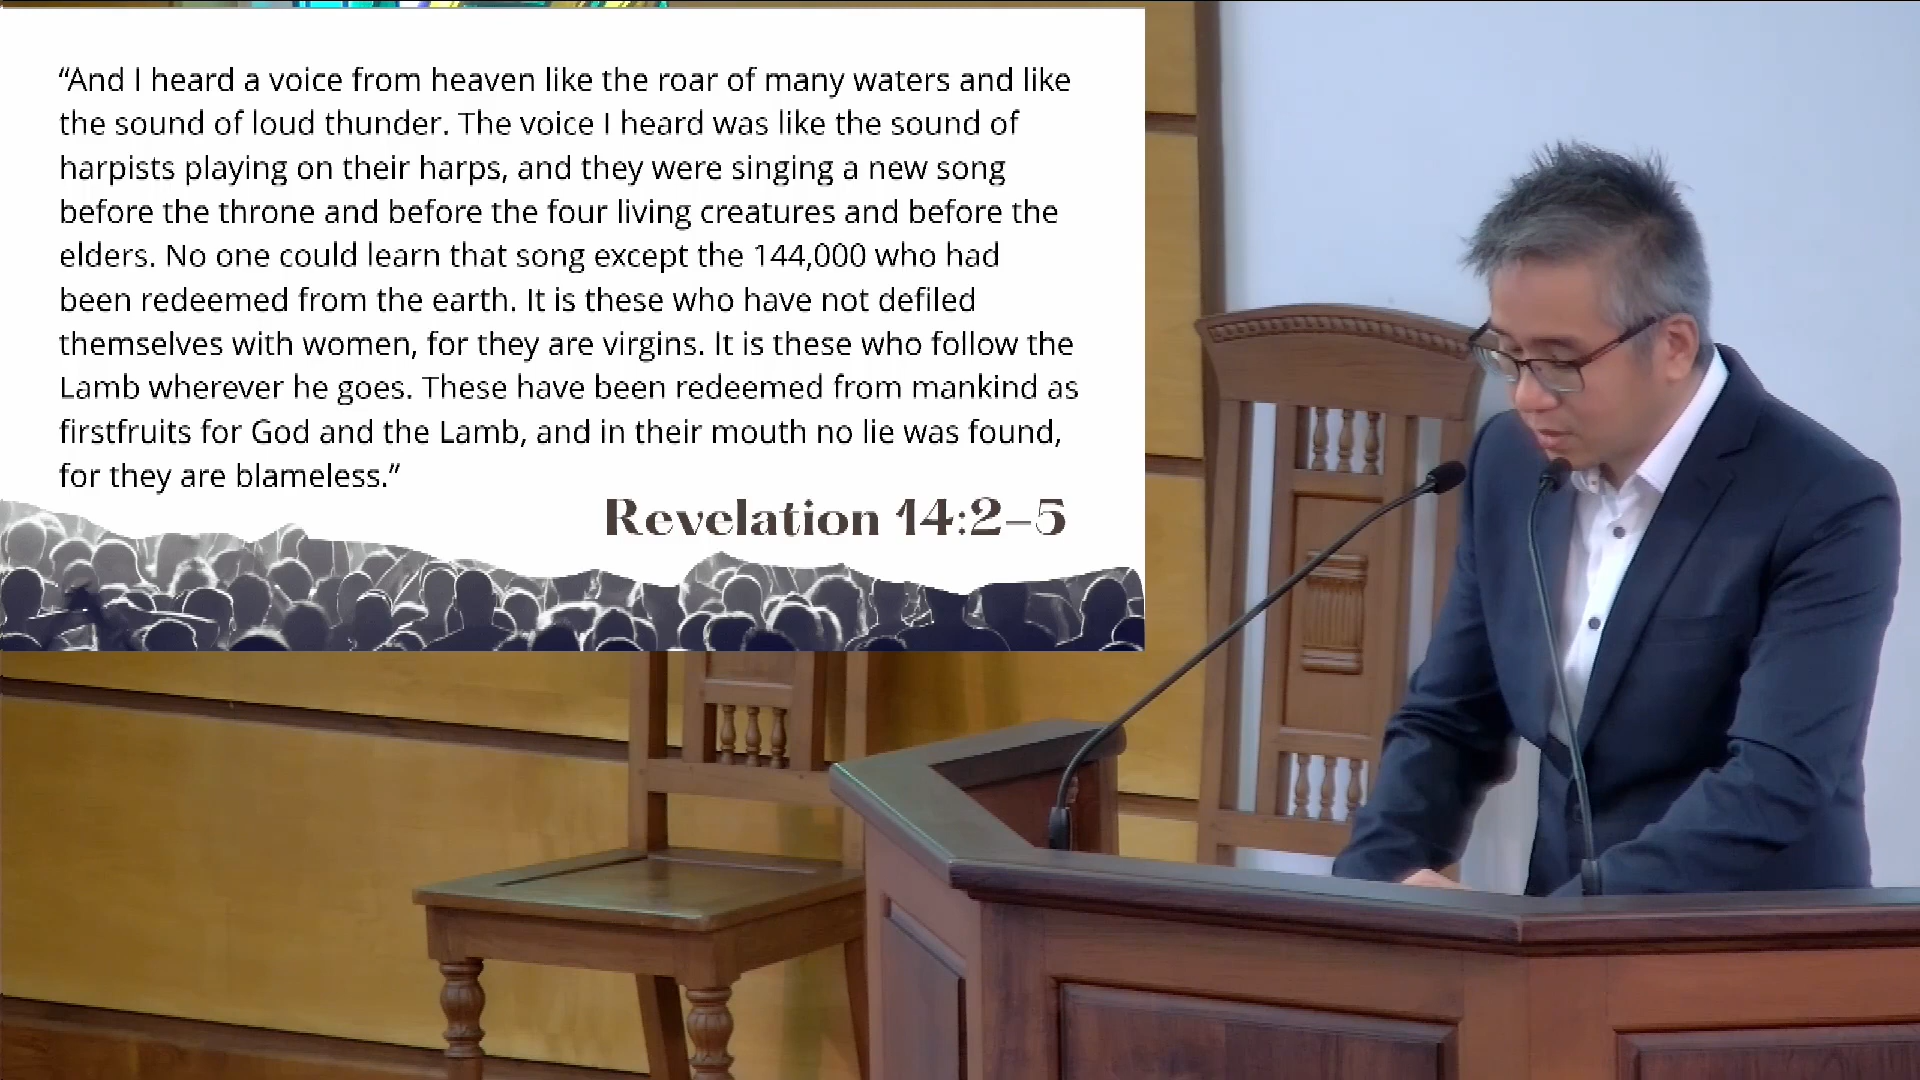 “And I heard a voice from heaven like the roar of many waters and like
the sound of loud thunder. The voice I heard was like the sound of
harpists playing on their harps, and they were singing a new song
before the throne and before the four living creatures and before the
elders. No one could learn that song except the 144,000 who had
been redeemed from the earth. It is these who have not defiled
themselves with women, for they are virgins. It is these who follow the
Lamb wherever he goes. These have been redeemed from mankind as
firstfruits for God and the Lamb, and in their mouth no lie was found,
for they are blameless.”
Revelation 14:2–5